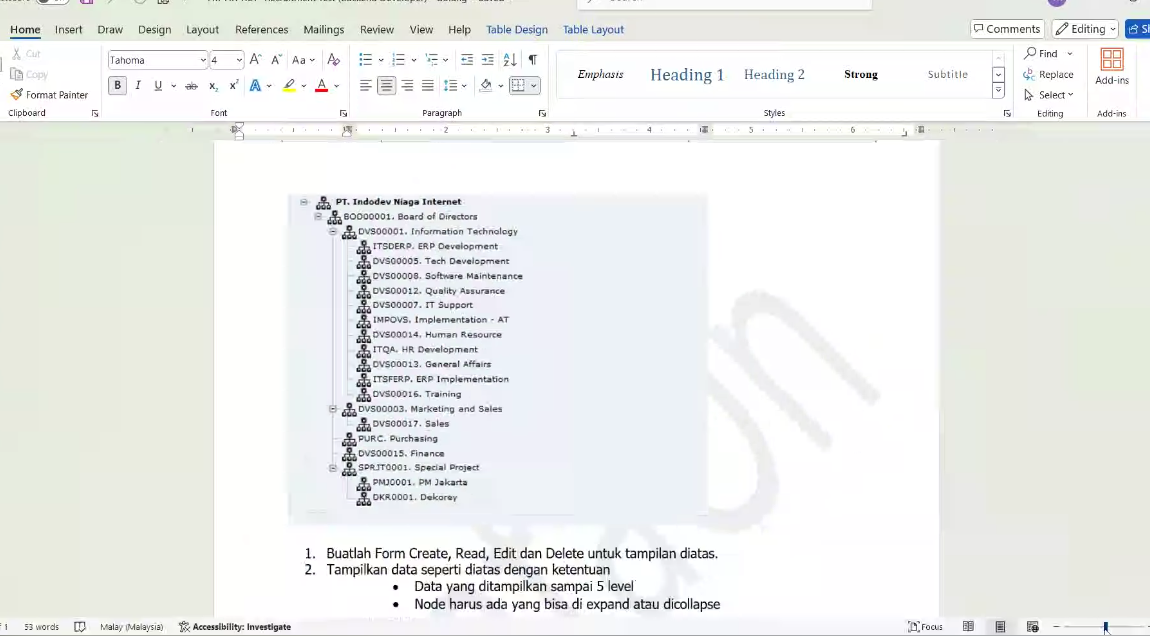 Home Insert Draw Design Layout References Mailings Review View Help Table Design Table Layout Comments Editing
Cut
Copy
Format Painter
Clipboard
Tahoma 4
Font
Paragraph
Emphasis Heading 1 Heading 2 Strong Subtitle
Styles
Find
Replace
Select
Editing
Add-ins
Add-ins
2 4 5 6
PT. Indodev Niaga Internet
BOD00001. Board of Directors
DVS00001. Information Technology
ITSDERP. ERP Development
DVS00005. Tech Development
DVS00008. Software Maintenance
DVS00012. Quality Assurance
DVS00007. IT Support
IMPOVS. Implementation - AT
DVS00014. Human Resource
ITQA. HR Development
DVS00013. General Affairs
ITSFERP. ERP Implementation
DVS00016. Training
DVS00003. Marketing and Sales
DVS00017. Sales
PURC. Purchasing
DVS00015. Finance
SPRJT0001. Special Project
PMJ0001. PM Jakarta
DKR0001. Dekorey
1. Buatlah Form Create, Read, Edit dan Delete untuk tampilan diatas.
2. Tampilkan data seperti diatas dengan ketentuan
• Data yang ditampilkan sampai 5 level
• Node harus ada yang bisa di expand atau dicollapse
53 words Malay (Malaysia) Accessibility: Investigate Focus